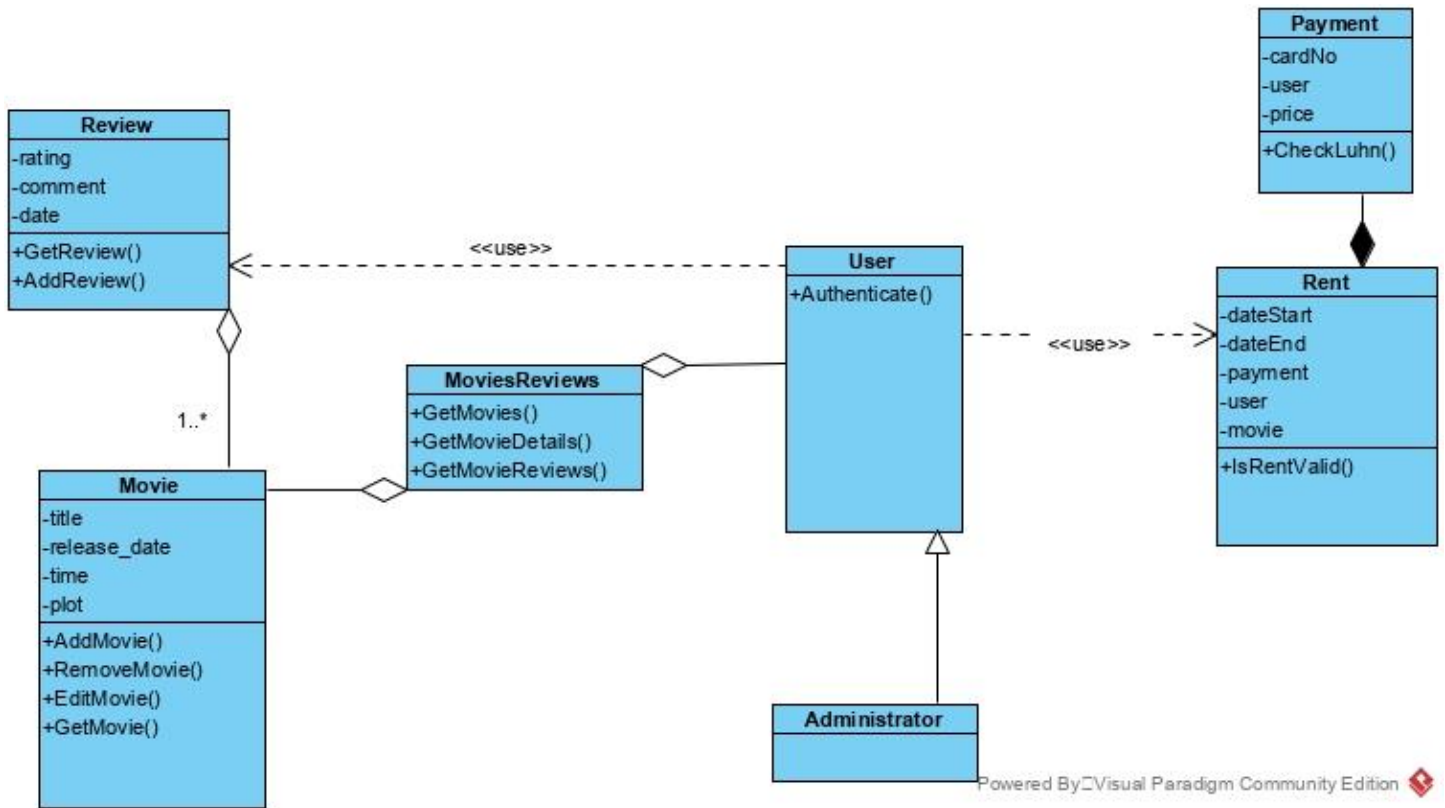 Payment
-cardNo
-user
-price
+CheckLuhn()
Review
-rating
-comment
-date
+GetReview()
+AddReview()
<<use>>
User
+Authenticate()
<<use>>
Rent
-dateStart
-dateEnd
-payment
-user
-movie
+IsRentValid()
MoviesReviews
+GetMovies()
+GetMovieDetails()
+GetMovieReviews()
1..*
Movie
-title
-release_date
-time
-plot
+AddMovie()
+RemoveMovie()
+EditMovie()
+GetMovie()
Administrator
Powered By□Visual Paradigm Community Edition